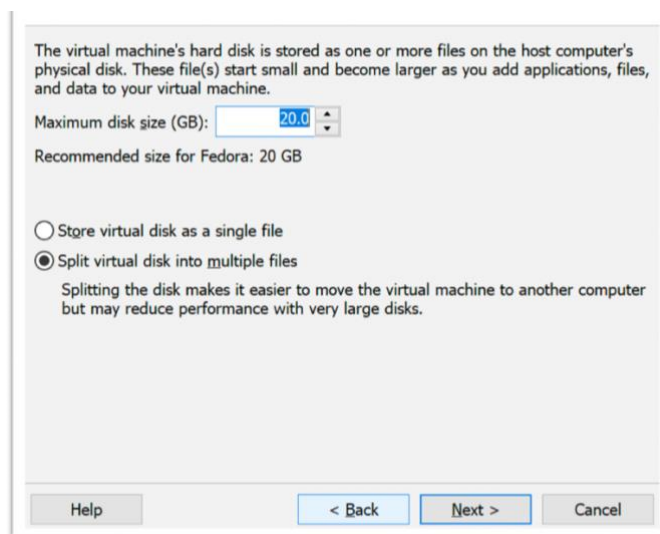 The virtual machine's hard disk is stored as one or more files on the host computer's
physical disk. These file(s) start small and become larger as you add applications, files,
and data to your virtual machine.
Maximum disk size (GB): 20.0
Recommended size for Fedora: 20 GB
Store virtual disk as a single file
Split virtual disk into multiple files
Splitting the disk makes it easier to move the virtual machine to another computer
but may reduce performance with very large disks.
Help < Back Next > Cancel